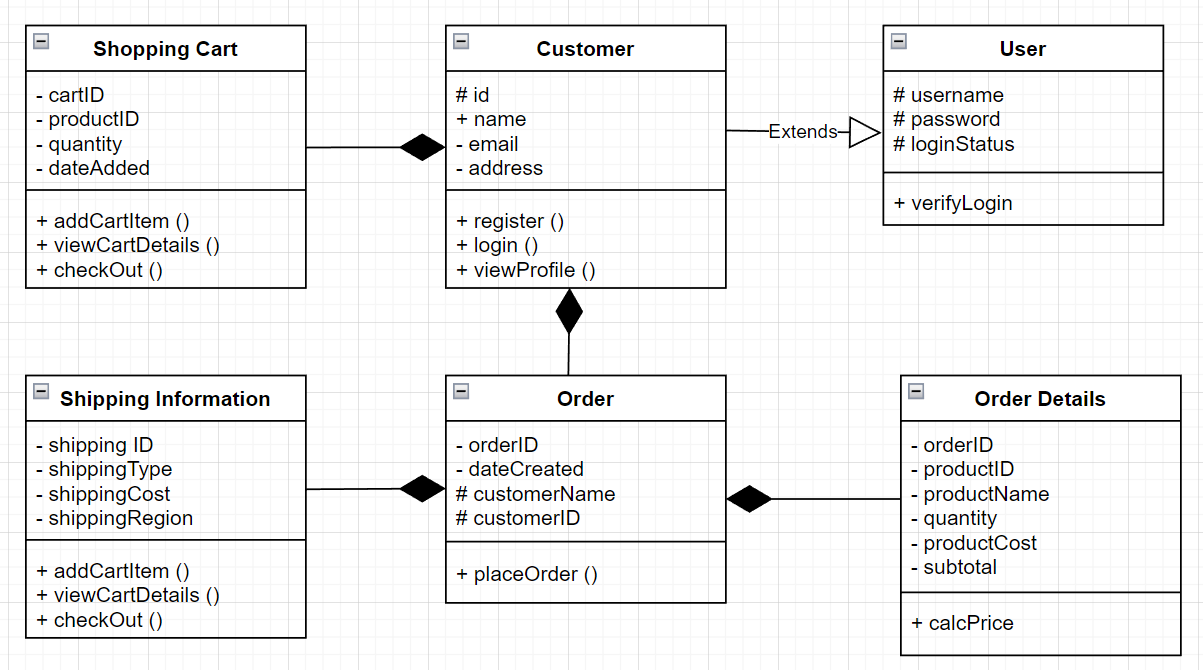 Shopping Cart
- cartID
- productID
- quantity
- dateAdded
+ addCartItem ()
+ viewCartDetails ()
+ checkOut ()
Customer
# id
+ name
- email
- address
+ register ()
+ login ()
+ viewProfile ()
Extends
User
# username
# password
# loginStatus
+ verifyLogin
Shipping Information
- shipping ID
- shippingType
- shippingCost
- shippingRegion
+ addCartItem ()
+ viewCartDetails ()
+ checkOut ()
Order
- orderID
- dateCreated
# customerName
# customerID
+ placeOrder ()
Order Details
- orderID
- productID
- productName
- quantity
- productCost
- subtotal
+ calcPrice